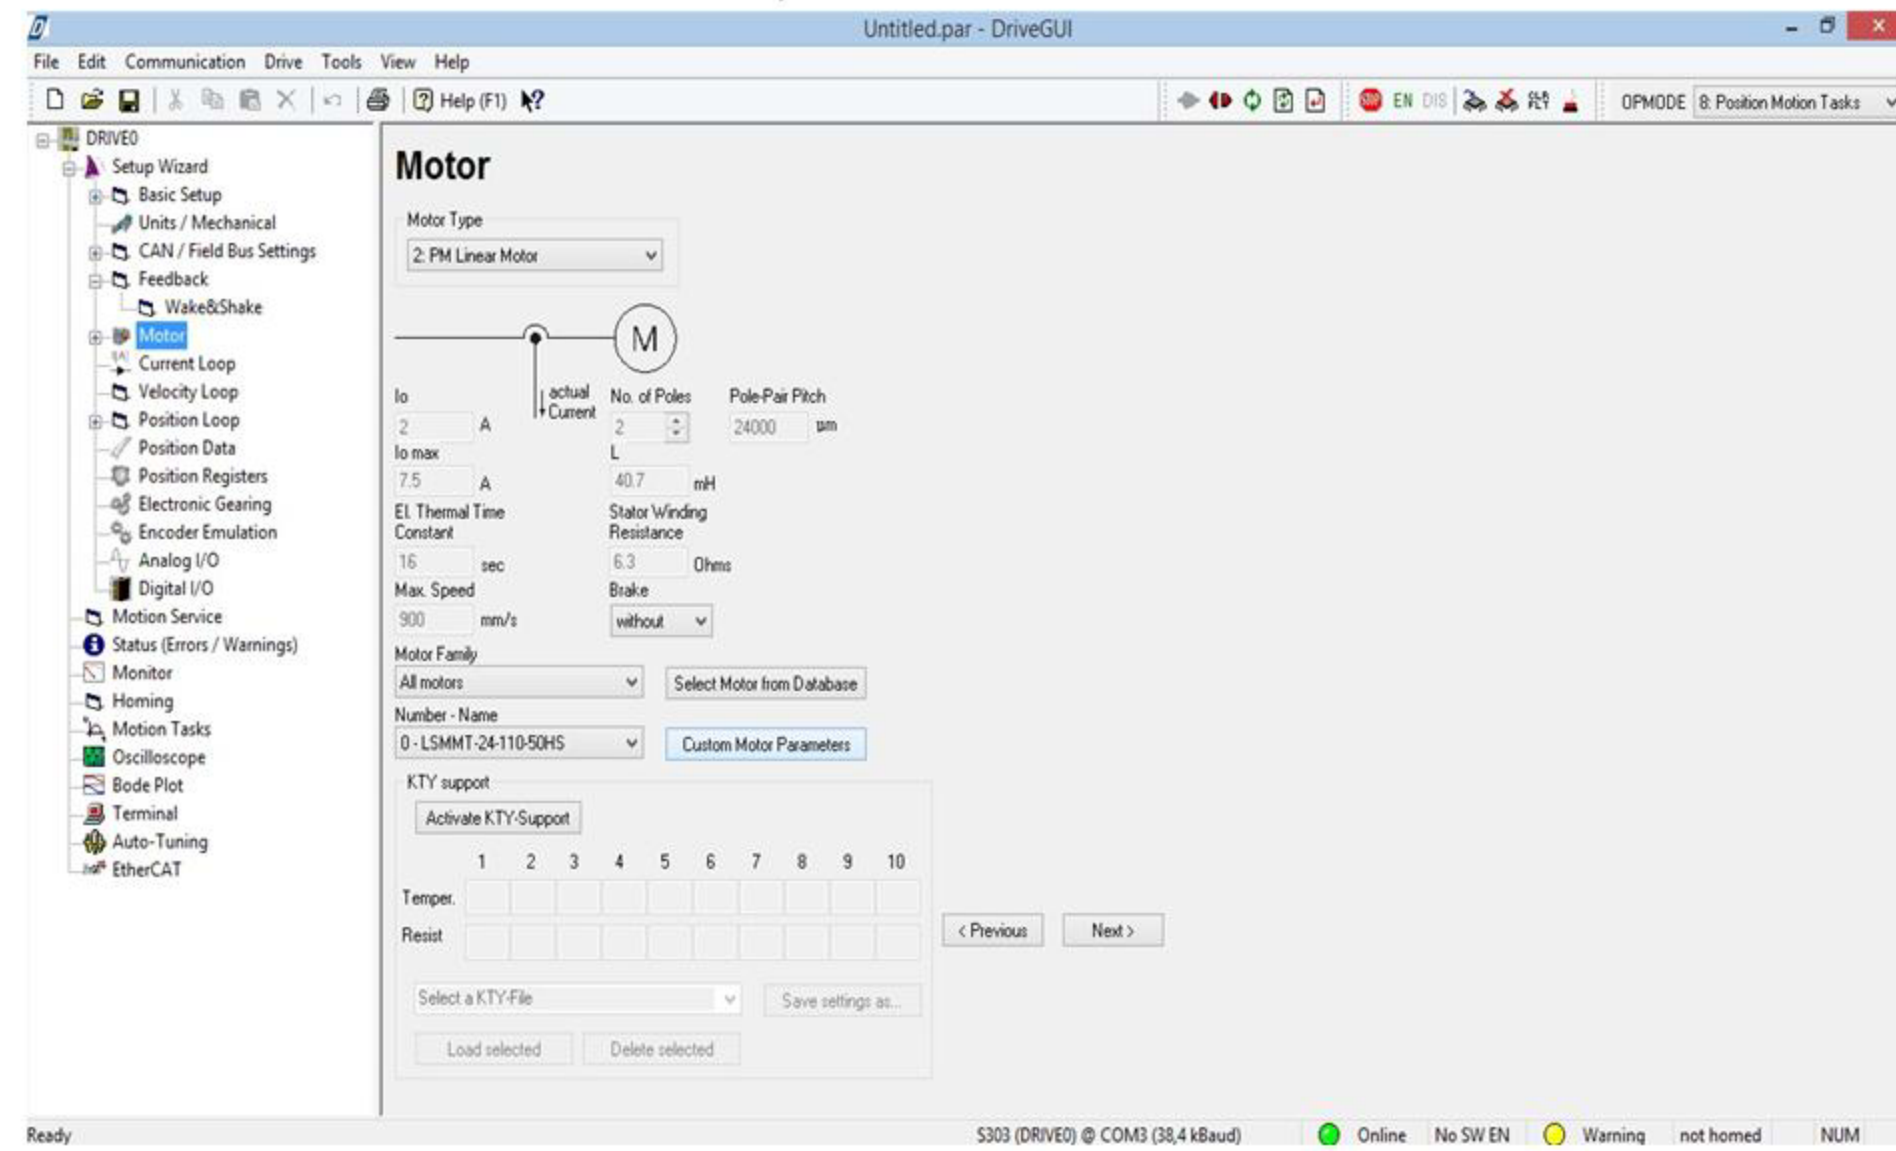 Untitled.par - DriveGUI
File Edit Communication Drive Tools View Help
Help (F1)
STOP EN DIS
OPMODE 8: Position Motion Tasks
DRIVE0
Setup Wizard
Basic Setup
Units / Mechanical
CAN / Field Bus Settings
Feedback
Wake&Shake
Motor
Current Loop
Velocity Loop
Position Loop
Position Data
Position Registers
Electronic Gearing
Encoder Emulation
Analog I/O
Digital I/O
Motion Service
Status (Errors / Warnings)
Monitor
Homing
Motion Tasks
Oscilloscope
Bode Plot
Terminal
Auto-Tuning
EtherCAT
Motor
Motor Type
2: PM Linear Motor
M
actual
Current
Io
2 A
No. of Poles
2
Pole-Pair Pitch
24000 µm
Io max
7.5 A
L
40.7 mH
El. Thermal Time
Constant
16 sec
Stator Winding
Resistance
6.3 Ohms
Max. Speed
900 mm/s
Brake
without
Motor Family
All motors
Select Motor from Database
Number - Name
0 - LSMMT-24-110-50HS
Custom Motor Parameters
KTY support
Activate KTY-Support
1 2 3 4 5 6 7 8 9 10
Temper.
Resist
< Previous Next >
Select a KTY-File
Save settings as...
Load selected Delete selected
Ready
S303 (DRIVE0) @ COM3 (38,4 kBaud) Online No SW EN Warning not homed NUM